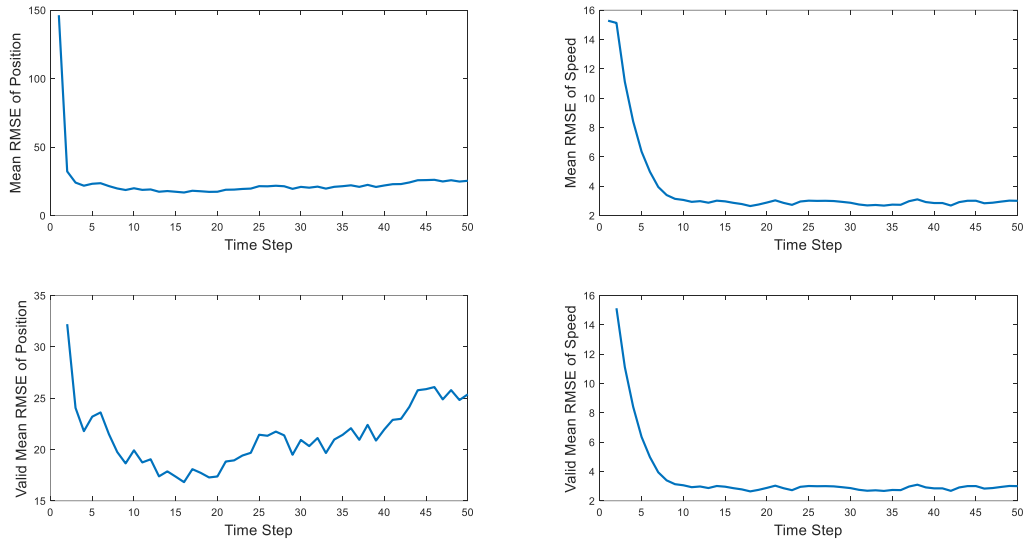 Mean RMSE of Position
150
100
50
0
0 5 10 15 20 25 30 35 40 45 50
Time Step
Mean RMSE of Speed
16
14
12
10
8
6
4
2
0 5 10 15 20 25 30 35 40 45 50
Time Step
Valid Mean RMSE of Position
35
30
25
20
15
0 5 10 15 20 25 30 35 40 45 50
Time Step
Valid Mean RMSE of Speed
16
14
12
10
8
6
4
2
0 5 10 15 20 25 30 35 40 45 50
Time Step